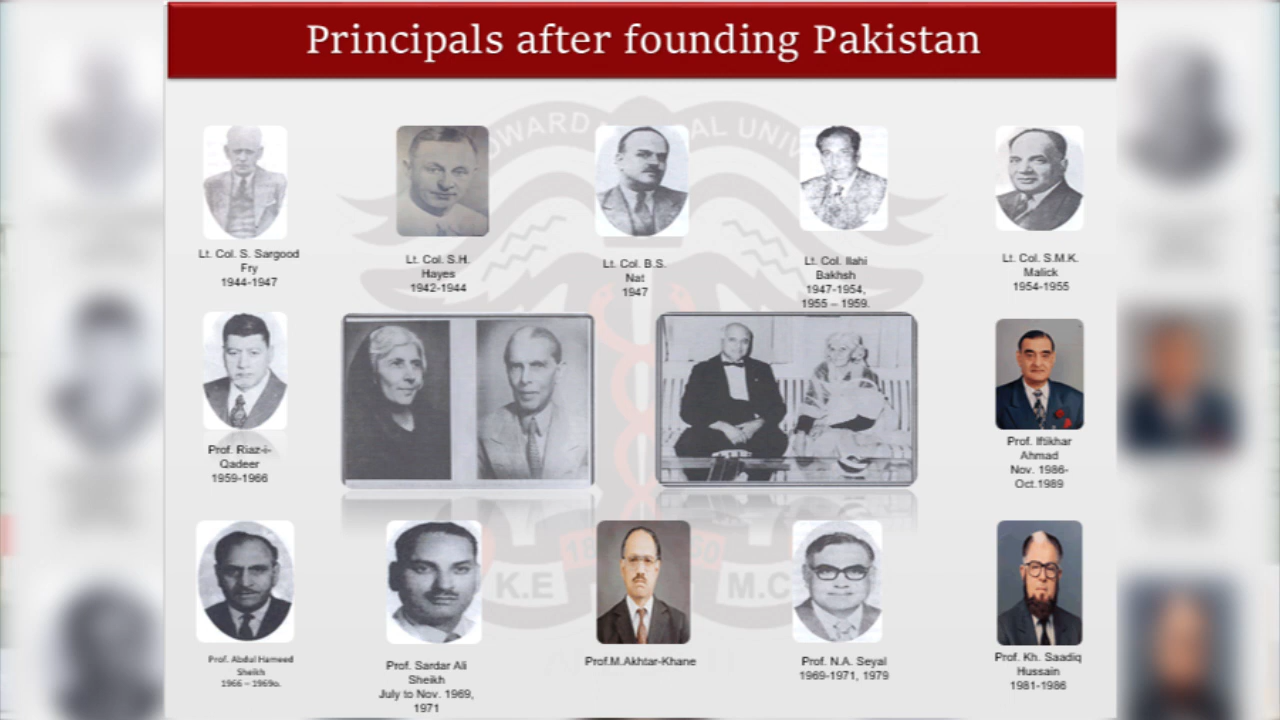 Principals after founding Pakistan
Lt. Col. S. Sargood
Fry
1944-1947
Lt. Col. S.H.
Hayes
1942-1944
Lt. Col. B.S.
Nat
1947
Lt. Col. Ilahi
Bakhsh
1947-1954,
1955 – 1959.
Lt. Col. S.M.K.
Malick
1954-1955
Prof. Riaz-i-
Qadeer
1959-1966
Prof. Iftikhar
Ahmad
Nov. 1986-
Oct.1989
Prof. Abdul Hameed
Sheikh
1966 – 1969o.
Prof. Sardar Ali
Sheikh
July to Nov. 1969,
1971
Prof.M.Akhtar-Khane
Prof. N.A. Seyal
1969-1971, 1979
Prof. Kh. Saadiq
Hussain
1981-1986
K.E
M.C